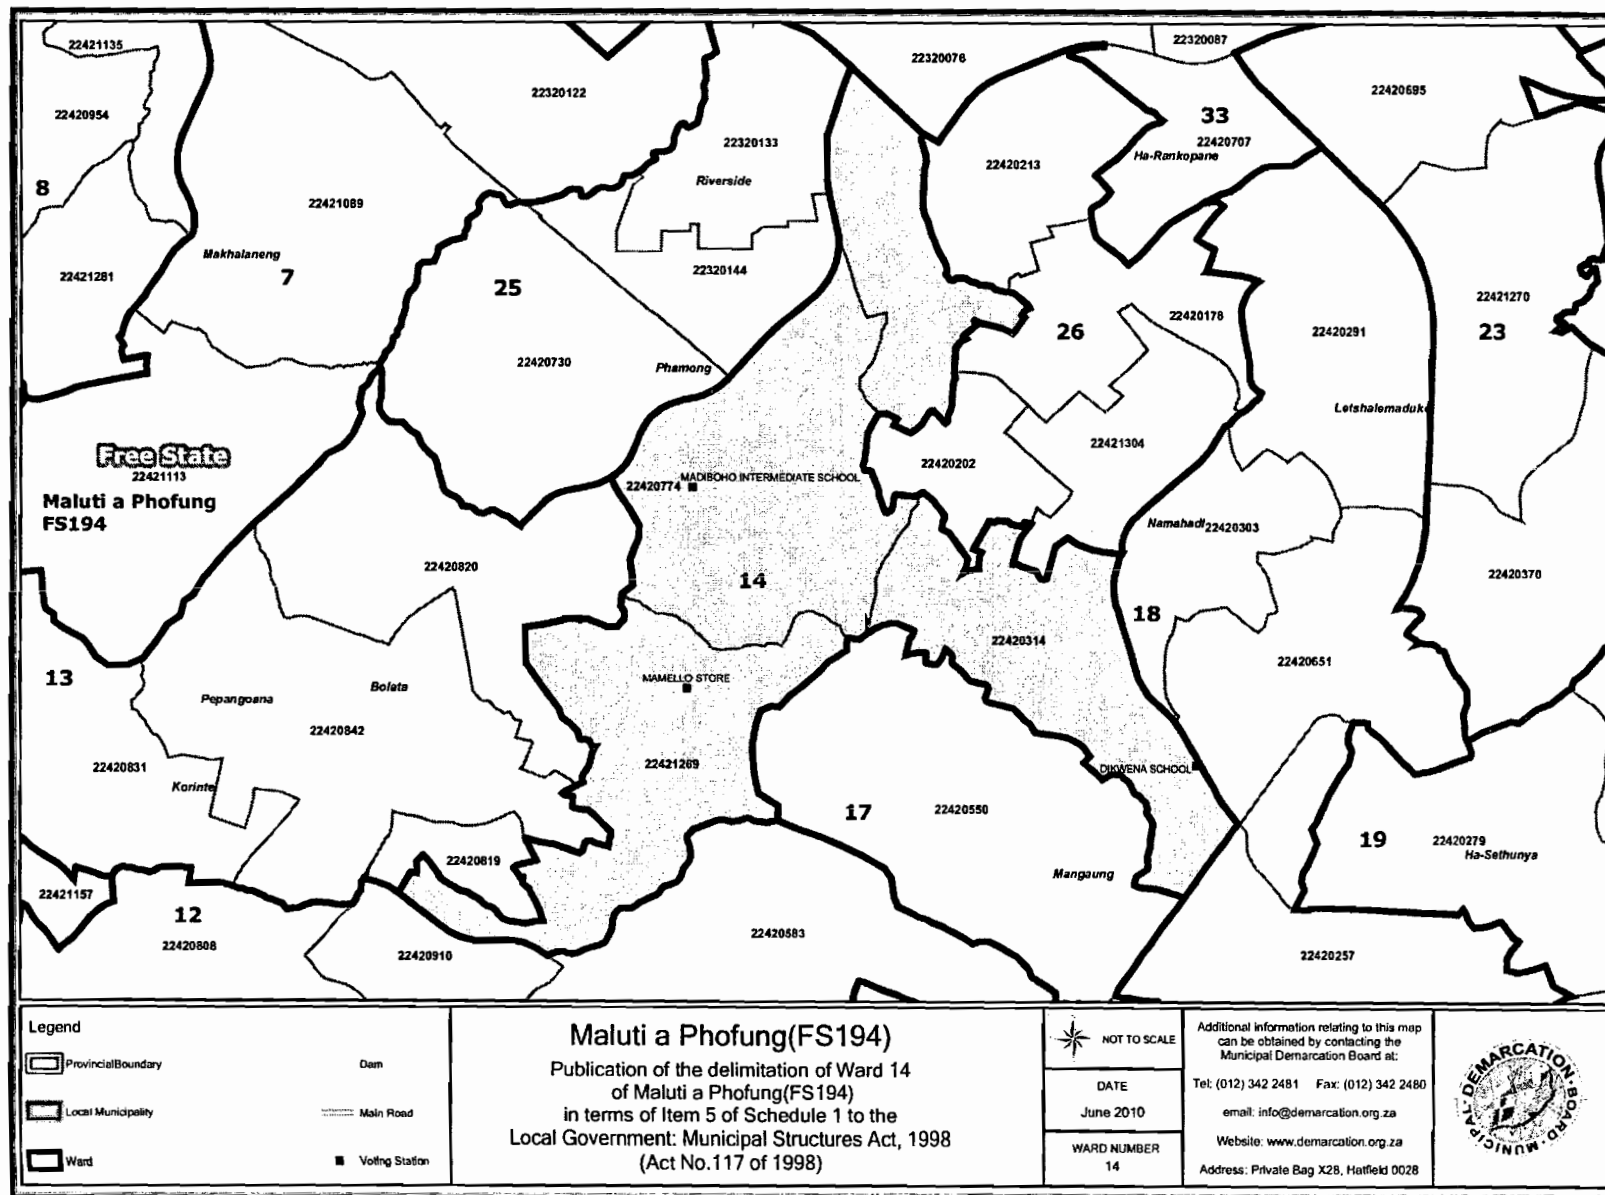 22421135
22320087
22320076
22320122
22420695
22420954
33
22420707
22320133
22420213
Ha-Rankopane
8
Riverside
22421089
Makhalaneng
22320144
22421281
7
25
22421270
22420178
26
22420291
23
22420730
Phamong
Letshalemaduke
22421304
Free State
22421113
22420202
MADIBOHO INTERMEDIATE SCHOOL
22420774
Maluti a Phofung
FS194
Namahadi
22420303
22420820
14
22420370
18
22420314
22420651
13
MAMELLO STORE
Bolata
Pepangoana
22420842
22420831
22421269
DIKWENA SCHOOL
Korinte
17
22420550
19
22420279
Ha-Sethunya
22420819
Mangaung
22421157
12
22420808
22420583
22420910
22420257
Legend
ProvincialBoundary
Dam
Local Municipality
Main Road
Ward
Voting Station
Maluti a Phofung(FS194)
Publication of the delimitation of Ward 14
of Maluti a Phofung(FS194)
in terms of Item 5 of Schedule 1 to the
Local Government: Municipal Structures Act, 1998
(Act No.117 of 1998)
NOT TO SCALE
DATE
June 2010
WARD NUMBER
14
Additional information relating to this map
can be obtained by contacting the
Municipal Demarcation Board at:
Tel: (012) 342 2481 Fax: (012) 342 2480
email: info@demarcation.org.za
Website: www.demarcation.org.za
Address: Private Bag X28, Hatfield 0028
MUNICIPAL DEMARCATION BOARD